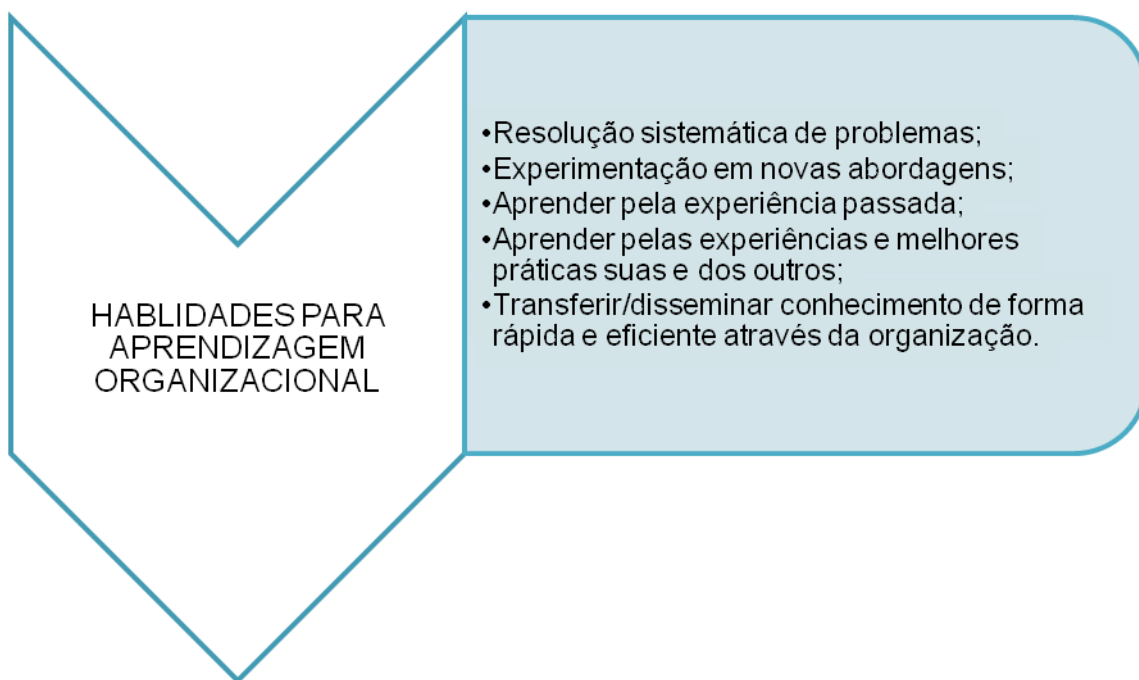 HABLIDADES PARA
APRENDIZAGEM
ORGANIZACIONAL
•Resolução sistemática de problemas;
•Experimentação em novas abordagens;
•Aprender pela experiência passada;
•Aprender pelas experiências e melhores
práticas suas e dos outros;
•Transferir/disseminar conhecimento de forma
rápida e eficiente através da organização.